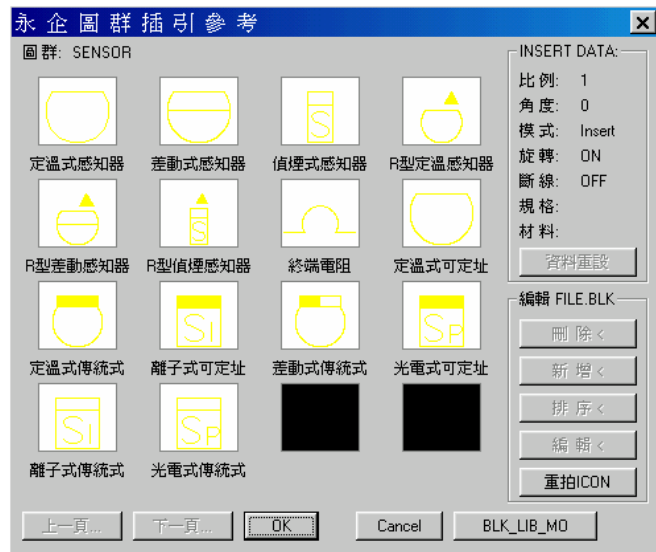 永企圖群插引參考
圖群: SENSOR
定溫式感知器 差動式感知器 偵煙式感知器 R型定溫感知器
R型差動感知器 R型偵煙感知器 終端電阻 定溫式可定址
定溫式傳統式 離子式可定址 差動式傳統式 光電式可定址
離子式傳統式 光電式傳統式
S
S
SI
SP
SI
SP
INSERT DATA:
比例: 1
角度: 0
模式: Insert
旋轉: ON
斷線: OFF
規格:
材料:
資料重設
編輯 FILE.BLK
刪 除 <
新 增 <
排 序 <
編 輯 <
重拍ICON
上一頁... 下一頁... OK Cancel BLK_LIB_MO